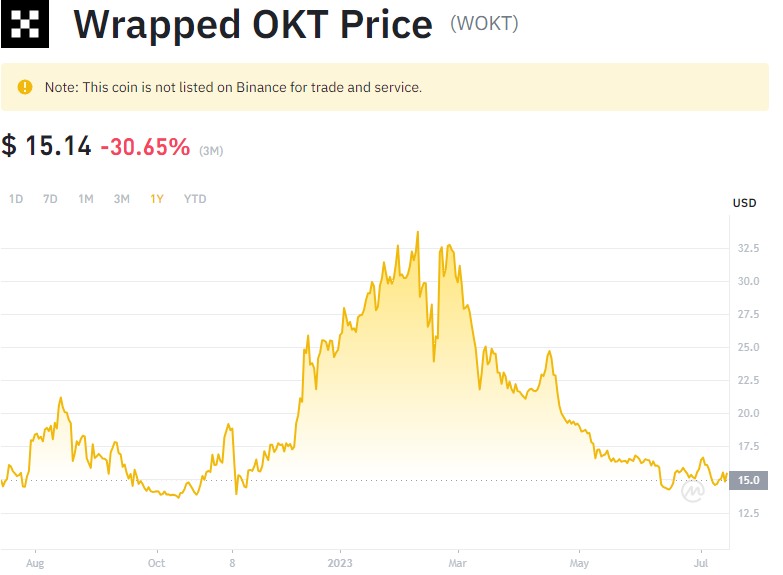 Wrapped OKT Price (WOKT)
Note: This coin is not listed on Binance for trade and service.
$ 15.14 -30.65% (3M)
1D 7D 1M 3M 1Y YTD
USD
32.5
30.0
27.5
25.0
22.5
20.0
17.5
15.0
12.5
Aug Oct 8 2023 Mar May Jul